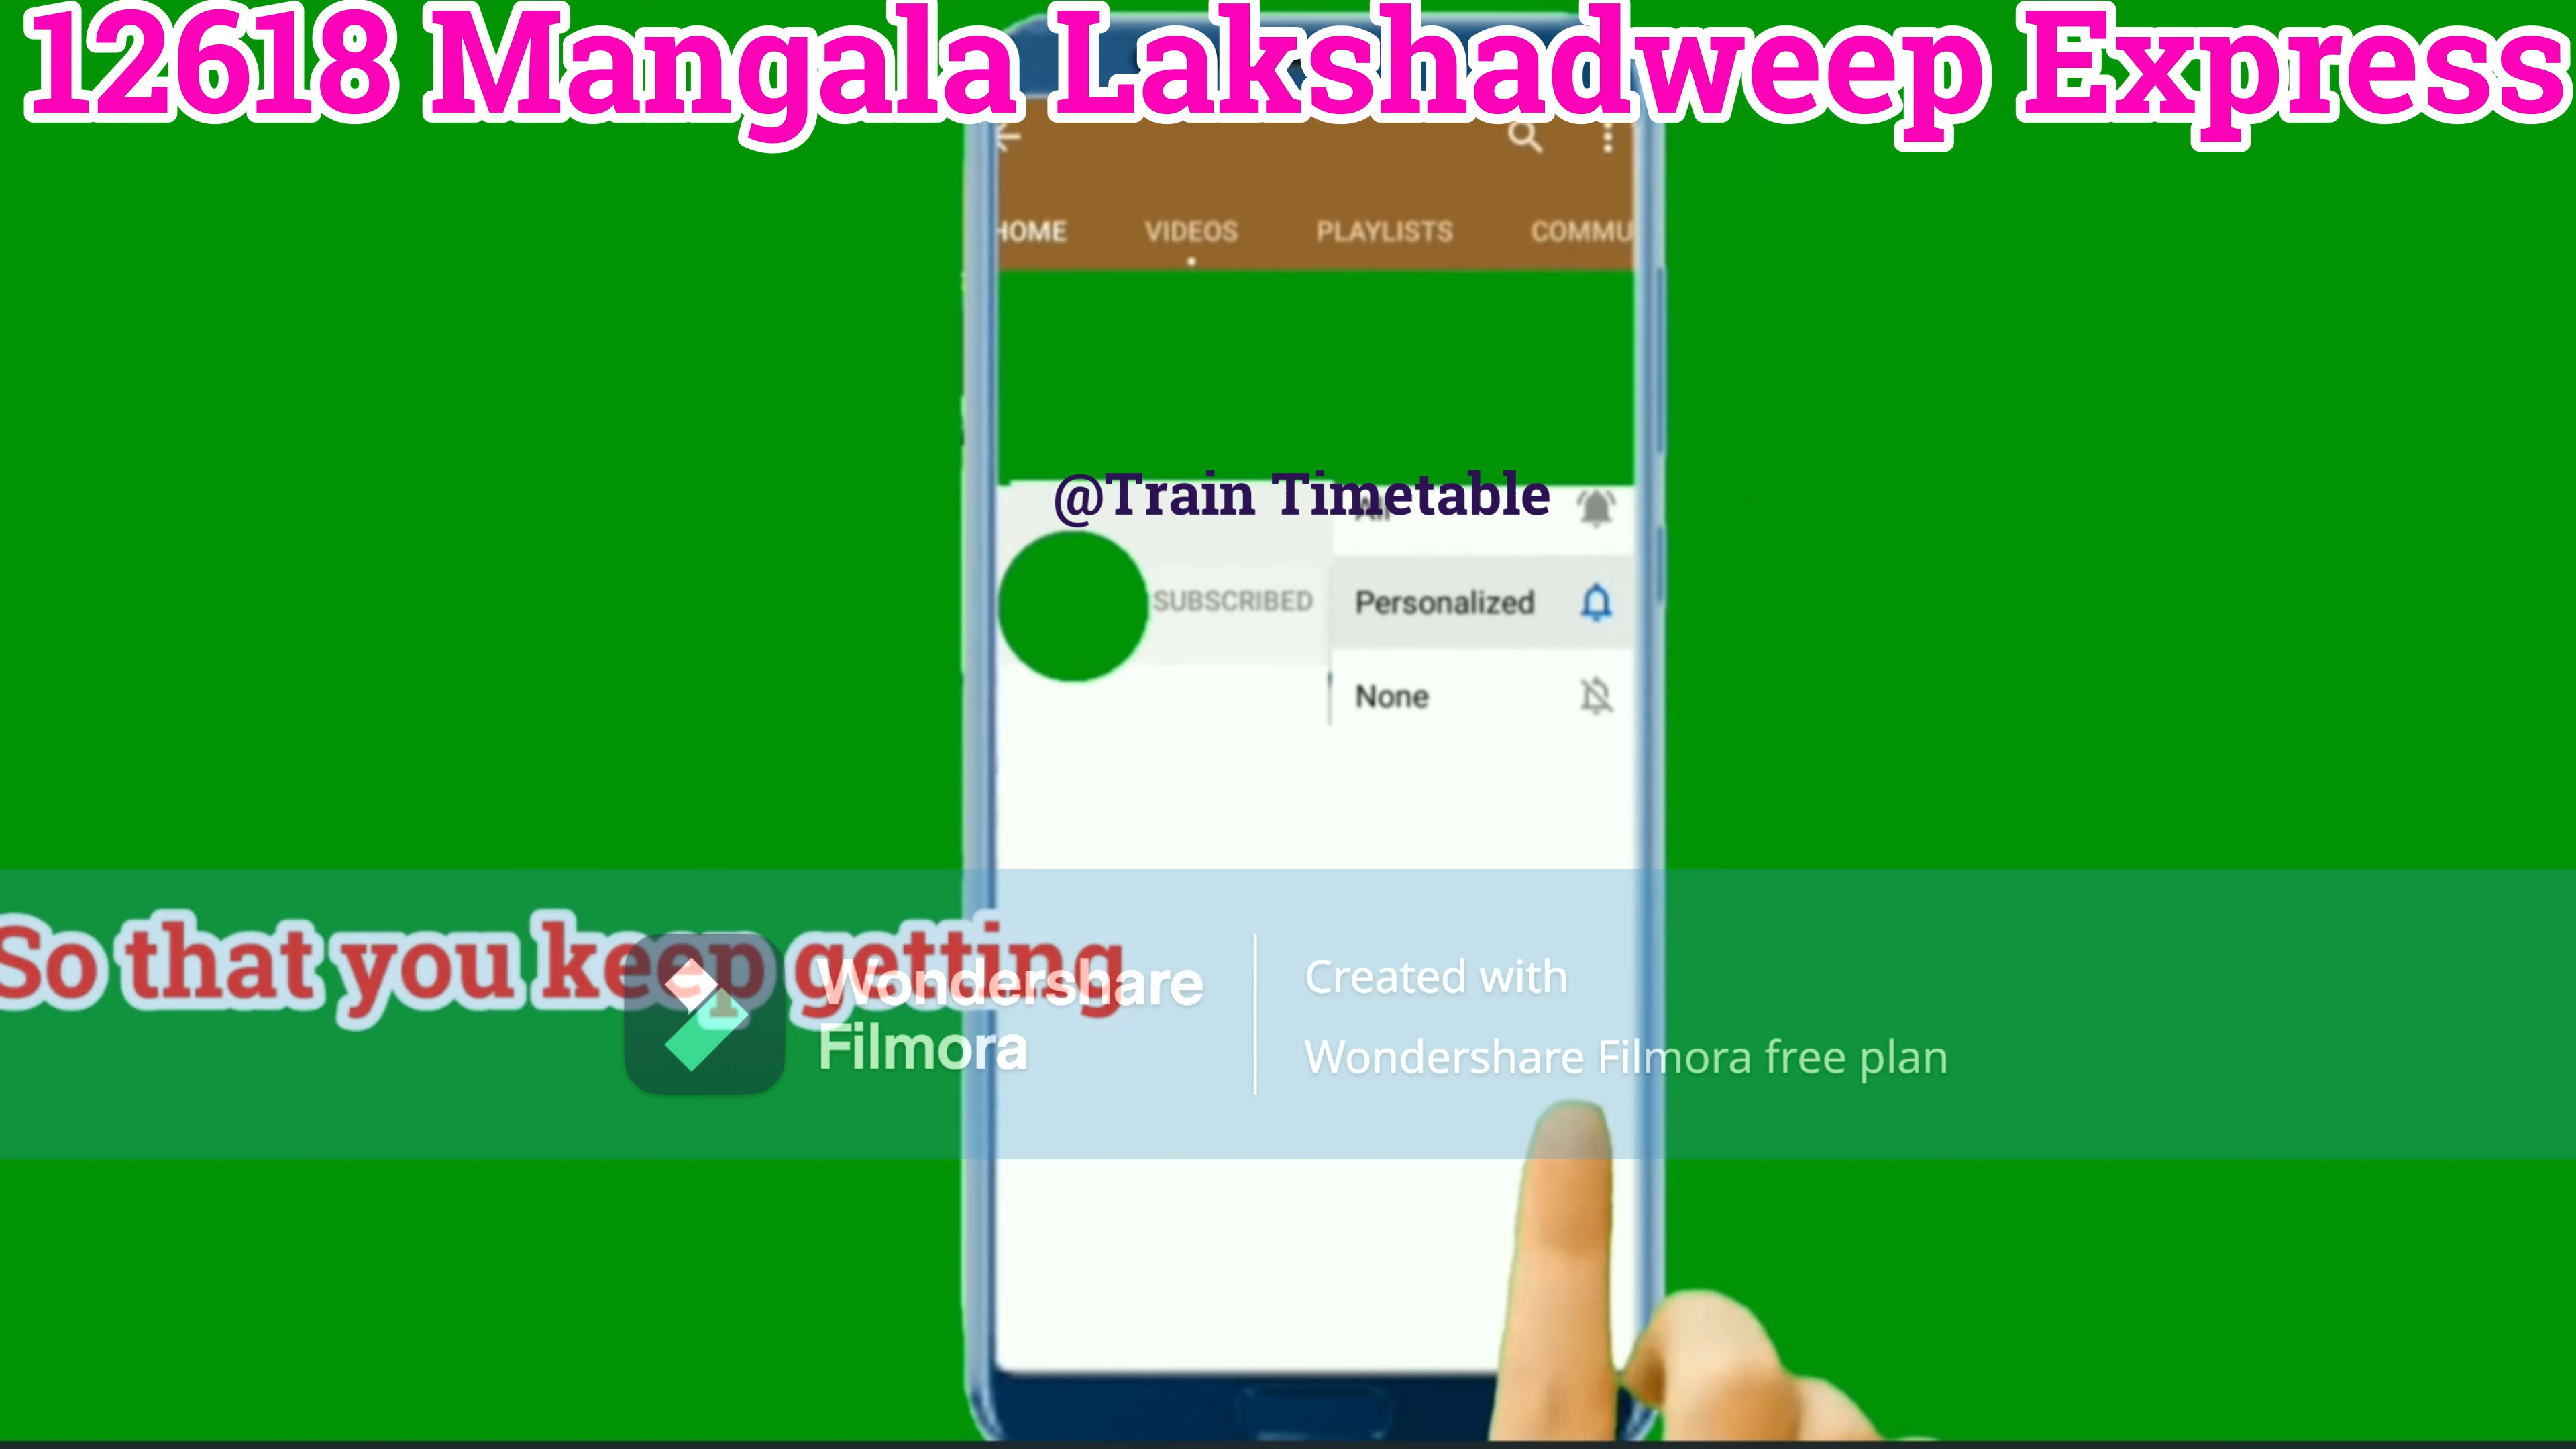 12618 Mangala Lakshadweep Express
HOME VIDEOS PLAYLISTS COMMU
@Train Timetable
All
SUBSCRIBED
Personalized
None
So that you keep getting
Wondershare
Filmora
Created with
Wondershare Filmora free plan